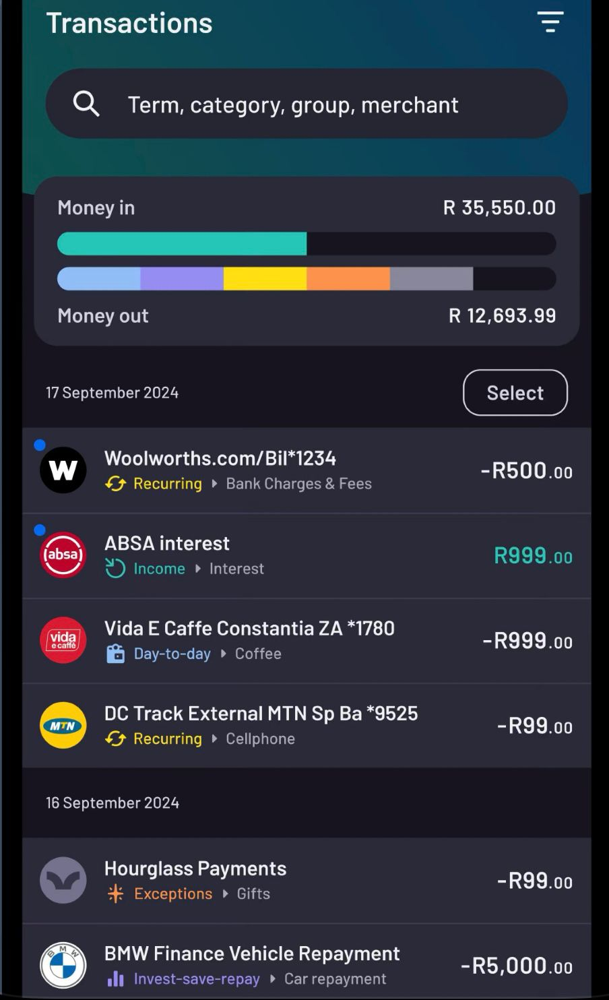 Transactions
Term, category, group, merchant
Money in R 35,550.00
Money out R 12,693.99
17 September 2024 Select
W Woolworths.com/Bil*1234
Recurring Bank Charges & Fees
-R500.00
absa ABSA interest
Income Interest
R999.00
vida
e caffè
Vida E Caffe Constantia ZA *1780
Day-to-day Coffee
-R999.00
MTN DC Track External MTN Sp Ba *9525
Recurring Cellphone
-R99.00
16 September 2024
Hourglass Payments
Exceptions Gifts
-R99.00
BMW BMW Finance Vehicle Repayment
Invest-save-repay Car repayment
-R5,000.00